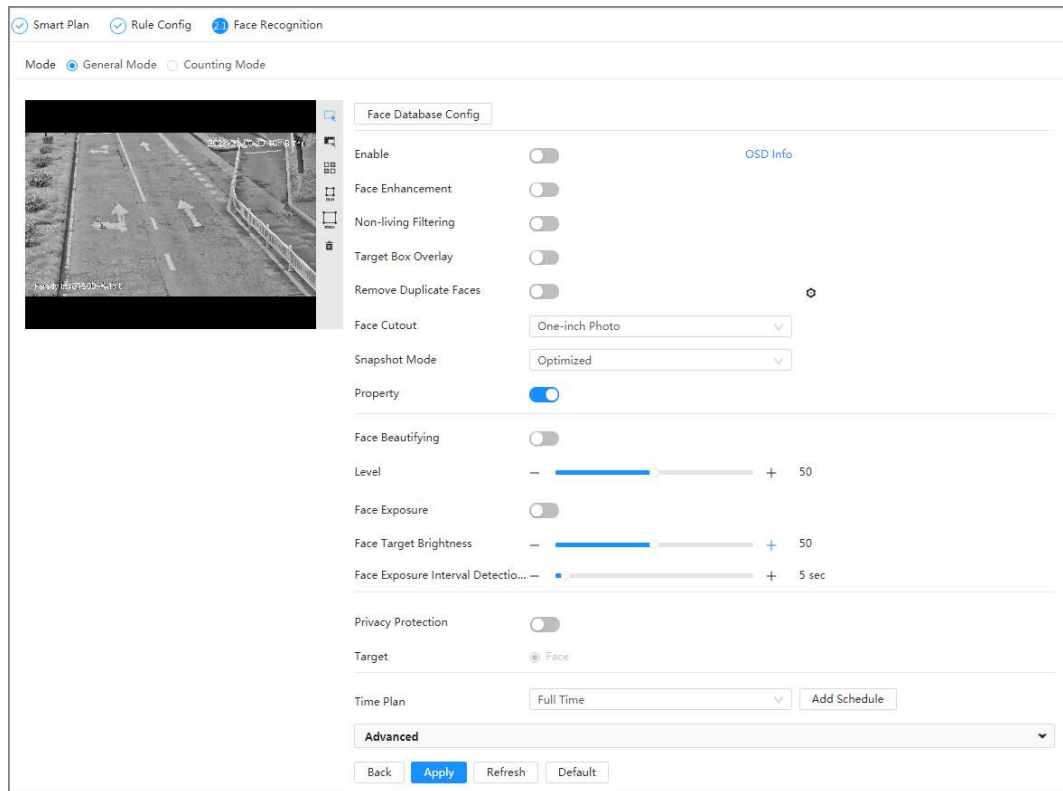 Smart Plan Rule Config 2.1 Face Recognition
Mode General Mode Counting Mode
Face Database Config
Enable OSD Info
Face Enhancement
Non-living Filtering
Target Box Overlay
Remove Duplicate Faces
Face Cutout One-inch Photo
Snapshot Mode Optimized
Property
Face Beautifying
Level 50
Face Exposure
Face Target Brightness 50
Face Exposure Interval Detectio... 5 sec
Privacy Protection
Target Face
Time Plan Full Time Add Schedule
Advanced
Back Apply Refresh Default